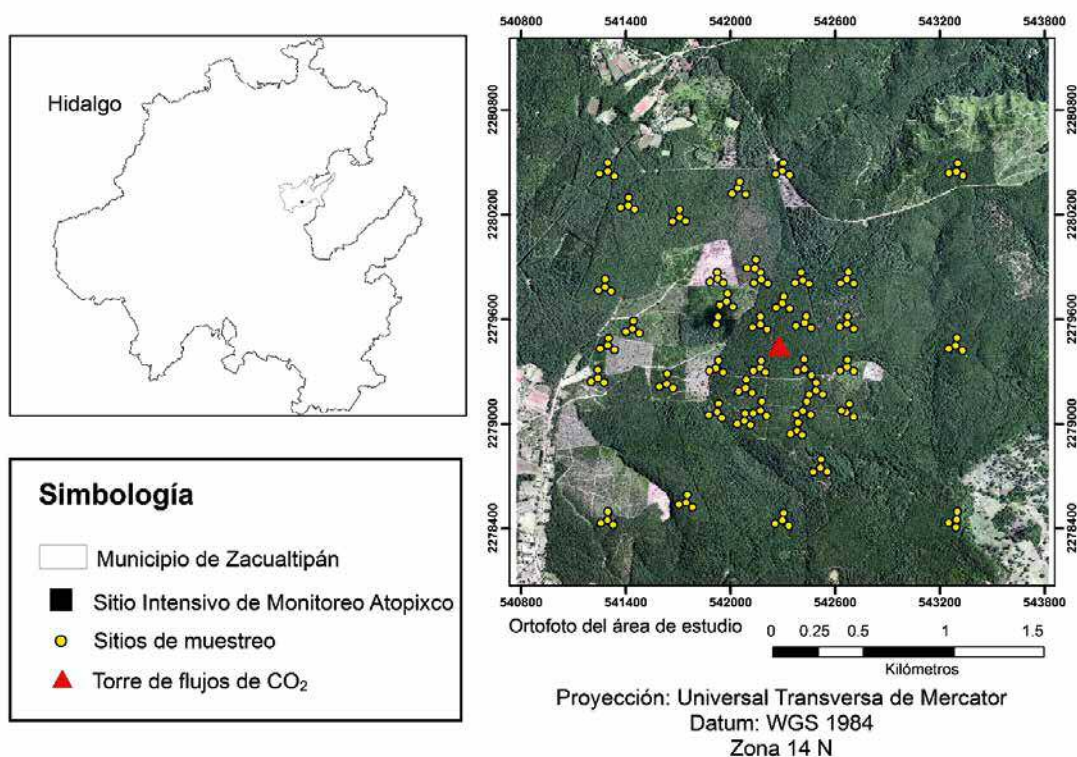 Hidalgo
Simbología
Municipio de Zacualtipán
Sitio Intensivo de Monitoreo Atopixco
Sitios de muestreo
Torre de flujos de CO₂
540800 541400 542000 542600 543200 543800
2280800
2280200
2279600
2279000
2278400
2280800
2280200
2279600
2279000
2278400
540800 541400 542000 542600 543200 543800
Ortofoto del área de estudio
0 0.25 0.5 1 1.5
Kilómetros
Proyección: Universal Transversa de Mercator
Datum: WGS 1984
Zona 14 N